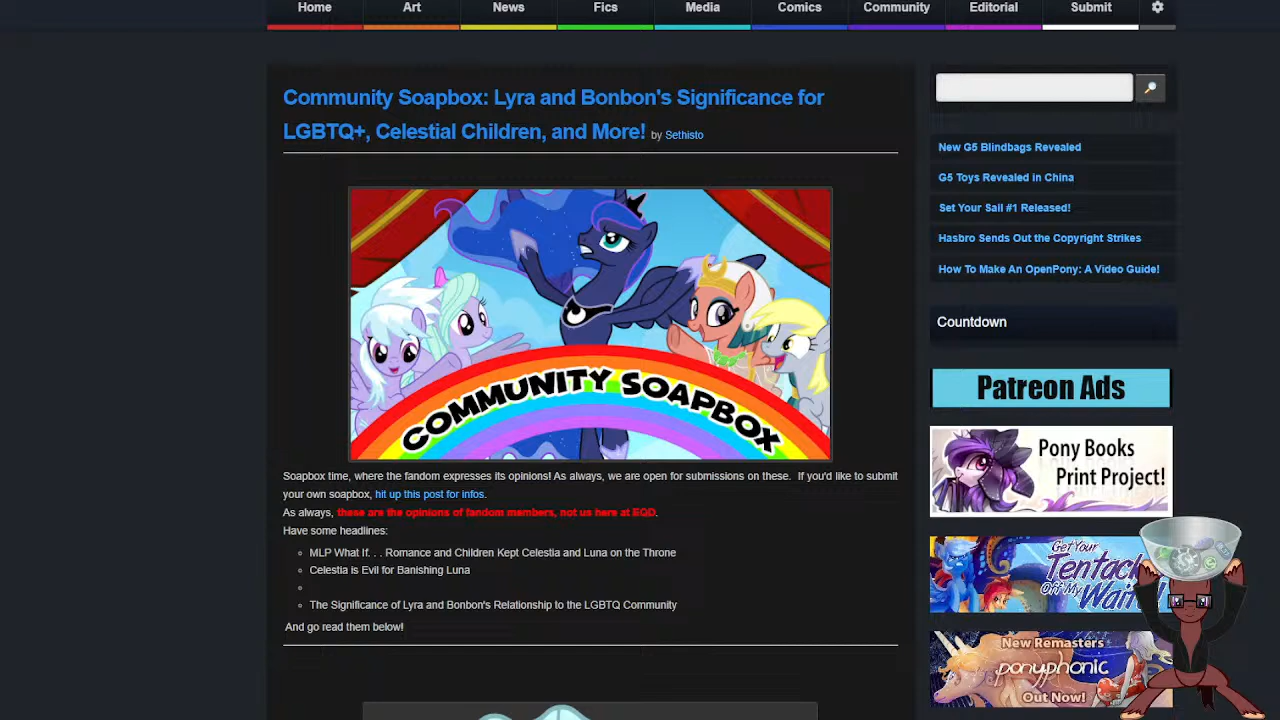 Home Art News Fics Media Comics Community Editorial Submit
Community Soapbox: Lyra and Bonbon's Significance for
LGBTQ+, Celestial Children, and More! by Sethisto
COMMUNITY SOAPBOX
Soapbox time, where the fandom expresses its opinions! As always, we are open for submissions on these. If you'd like to submit
your own soapbox, hit up this post for infos.
As always, these are the opinions of fandom members, not us here at EQD.
Have some headlines:
MLP What If. . . Romance and Children Kept Celestia and Luna on the Throne
Celestia is Evil for Banishing Luna
The Significance of Lyra and Bonbon's Relationship to the LGBTQ Community
And go read them below!
New G5 Blindbags Revealed
G5 Toys Revealed in China
Set Your Sail #1 Released!
Hasbro Sends Out the Copyright Strikes
How To Make An OpenPony: A Video Guide!
Countdown
Patreon Ads
Pony Books
Print Project!
Get Your
Off My
New Remasters
ponyphonic
Out Now!